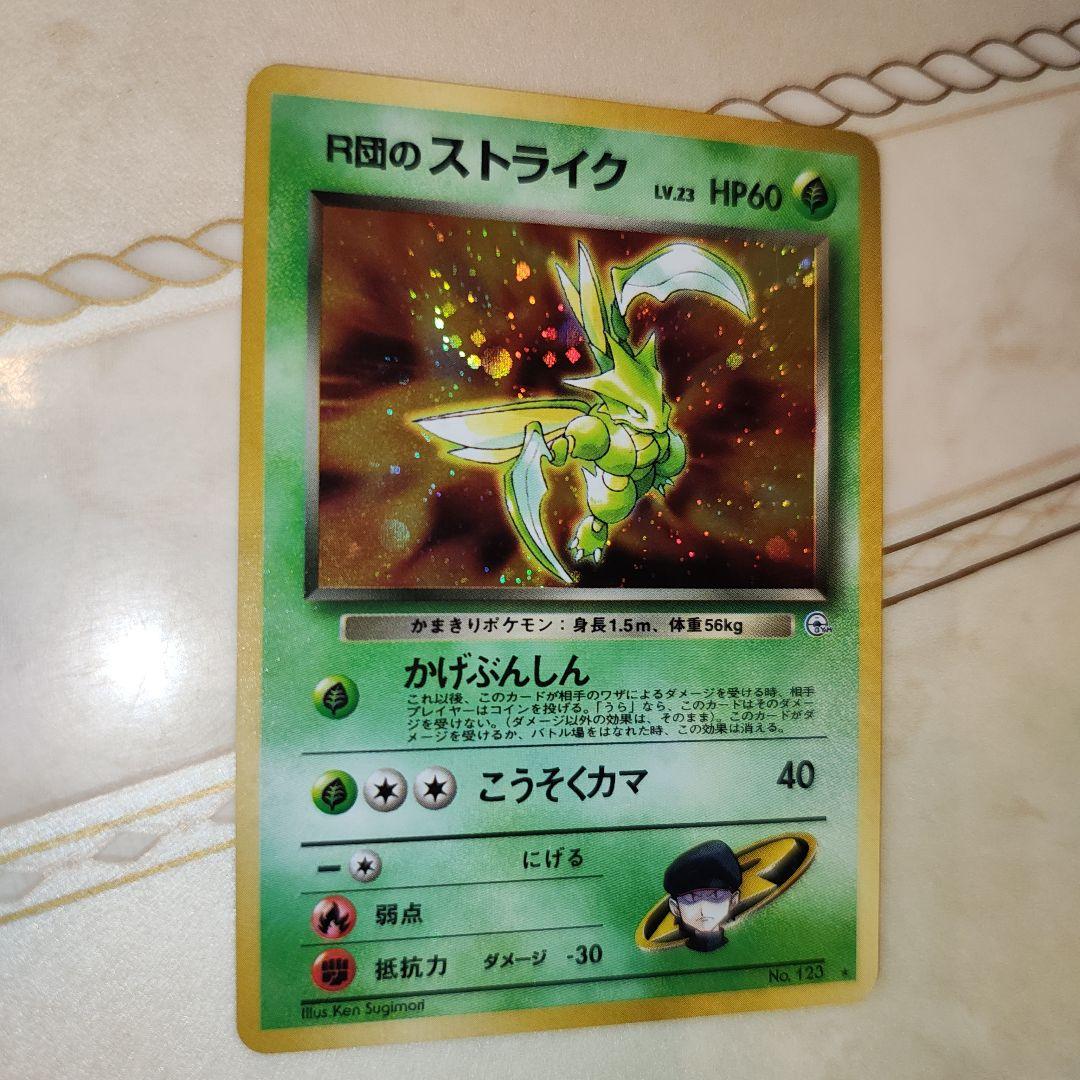 R団のストライク LV.23 HP60
かまきりポケモン：身長1.5m、体重56kg
GYM
かげぶんしん
これ以後、このカードが相手のワザによるダメージを受ける時、相手
プレイヤーはコインを投げる。「うら」なら、このカードはそのダメー
ジを受けない。（ダメージ以外の効果は、そのまま）。このカードがダ
メージを受けるか、バトル場をはなれた時、この効果は消える。
こうそくカマ 40
にげる
弱点
抵抗力 ダメージ -30
No. 123
Illus.Ken Sugimori